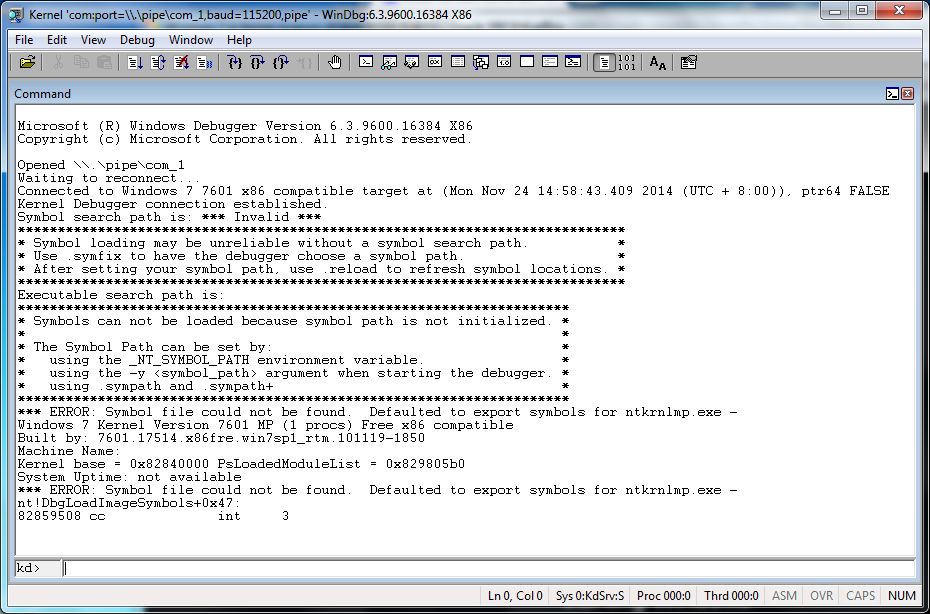 Kernel 'com:port=\\.\pipe\com_1,baud=115200,pipe' - WinDbg:6.3.9600.16384 X86
File Edit View Debug Window Help
Command
Microsoft (R) Windows Debugger Version 6.3.9600.16384 X86
Copyright (c) Microsoft Corporation. All rights reserved.
Opened \\.\pipe\com_1
Waiting to reconnect...
Connected to Windows 7 7601 x86 compatible target at (Mon Nov 24 14:58:43.409 2014 (UTC + 8:00)), ptr64 FALSE
Kernel Debugger connection established.
Symbol search path is: *** Invalid ***
****************************************************************************
* Symbol loading may be unreliable without a symbol search path.           *
* Use .symfix to have the debugger choose a symbol path.                   *
* After setting your symbol path, use .reload to refresh symbol locations. *
****************************************************************************
Executable search path is:
*********************************************************************
* Symbols can not be loaded because symbol path is not initialized. *
*                                                                   *
* The Symbol Path can be set by:                                    *
*   using the _NT_SYMBOL_PATH environment variable.                 *
*   using the -y <symbol_path> argument when starting the debugger. *
*   using .sympath and .sympath+                                    *
*********************************************************************
*** ERROR: Symbol file could not be found.  Defaulted to export symbols for ntkrnlmp.exe -
Windows 7 Kernel Version 7601 MP (1 procs) Free x86 compatible
Built by: 7601.17514.x86fre.win7sp1_rtm.101119-1850
Machine Name:
Kernel base = 0x82840000 PsLoadedModuleList = 0x829805b0
System Uptime: not available
*** ERROR: Symbol file could not be found.  Defaulted to export symbols for ntkrnlmp.exe -
nt!DbgLoadImageSymbols+0x47:
82859508 cc              int     3
kd>
Ln 0, Col 0 Sys 0:KdSrv:S Proc 000:0 Thrd 000:0 ASM OVR CAPS NUM